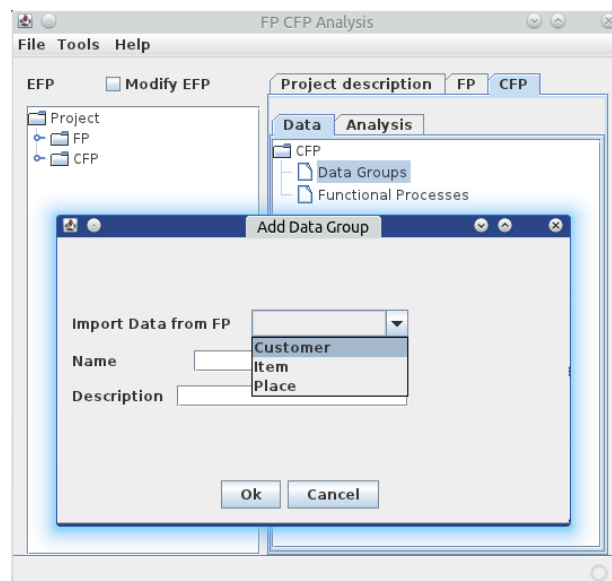 FP CFP Analysis
File Tools Help
EFP Modify EFP
Project description FP CFP
Project
FP
CFP
Data Analysis
CFP
Data Groups
Functional Processes
Add Data Group
Import Data from FP
Customer
Item
Place
Name
Description
Ok Cancel